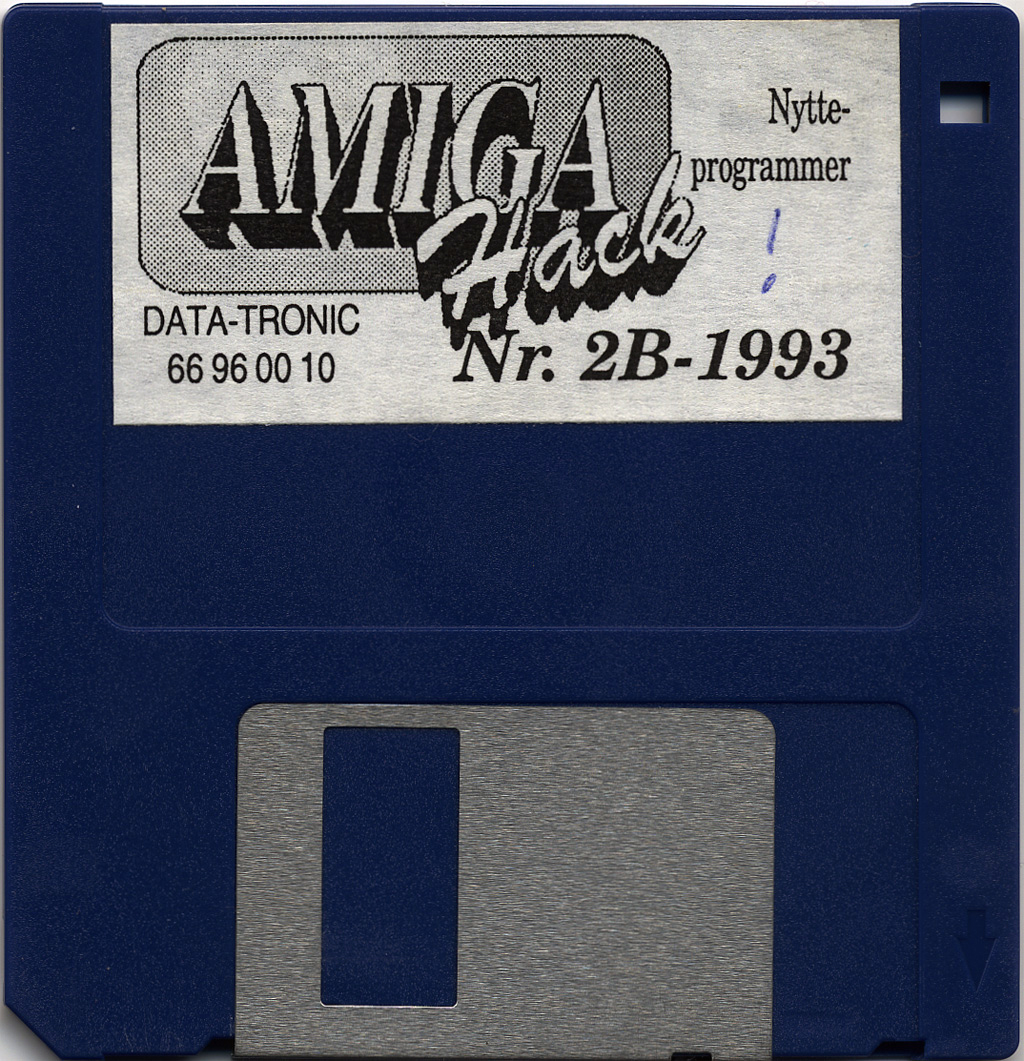 AMIGA
Hack
Nytte-
programmer
!
DATA-TRONIC
66 96 00 10
Nr. 2B-1993